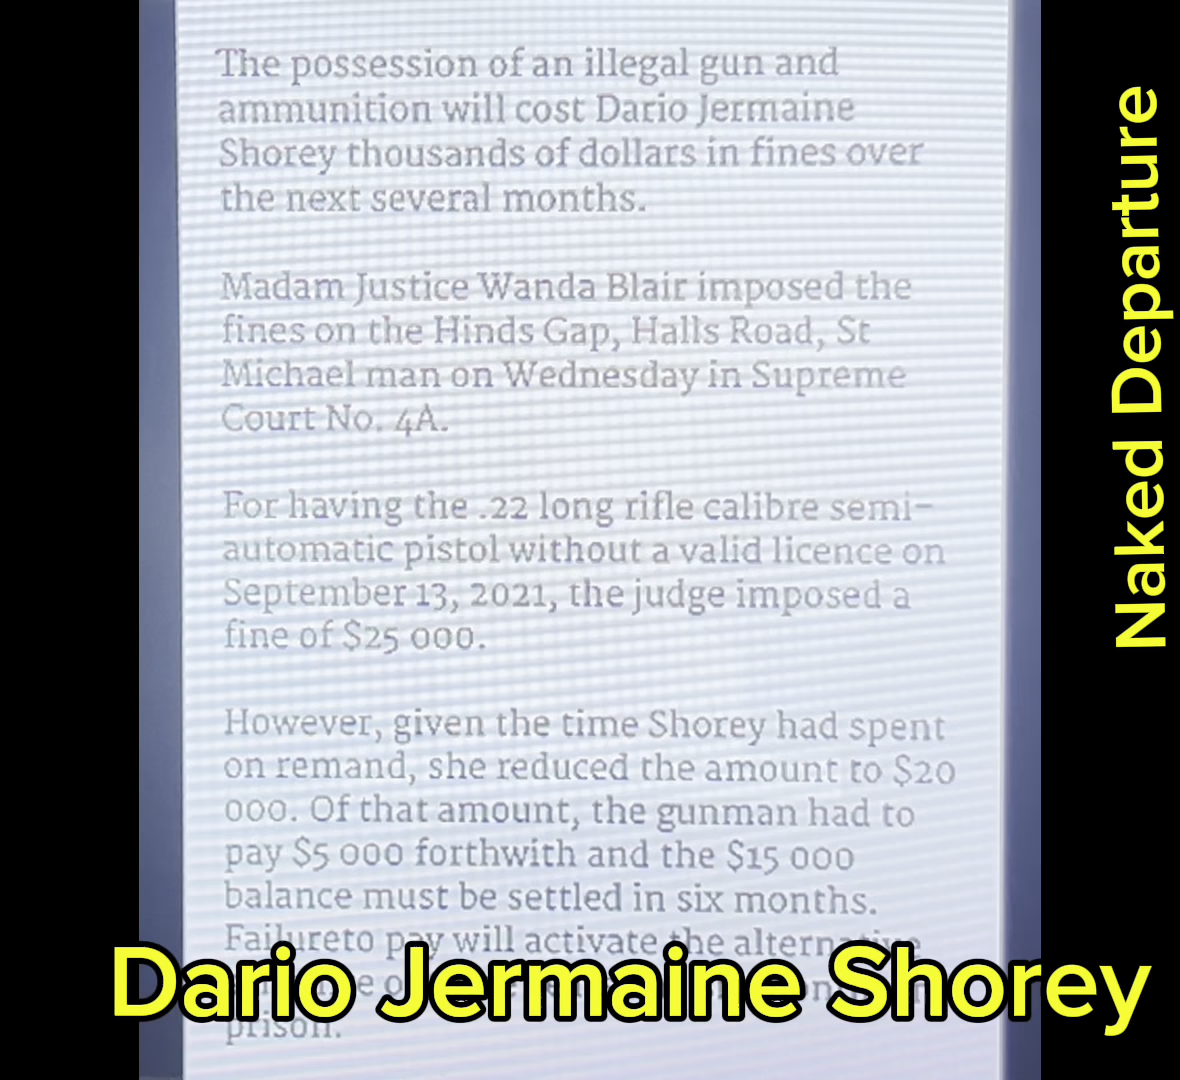 The possession of an illegal gun and
ammunition will cost Dario Jermaine
Shorey thousands of dollars in fines over
the next several months.
Madam Justice Wanda Blair imposed the
fines on the Hinds Gap, Halls Road, St
Michael man on Wednesday in Supreme
Court No. 4A.
For having the .22 long rifle calibre semi-
automatic pistol without a valid licence on
September 13, 2021, the judge imposed a
fine of $25 000.
However, given the time Shorey had spent
on remand, she reduced the amount to $20
000. Of that amount, the gunman had to
pay $5 000 forthwith and the $15 000
balance must be settled in six months.
Failureto pay will activate the alternative
prison.
Dario Jermaine Shorey
Naked Departure